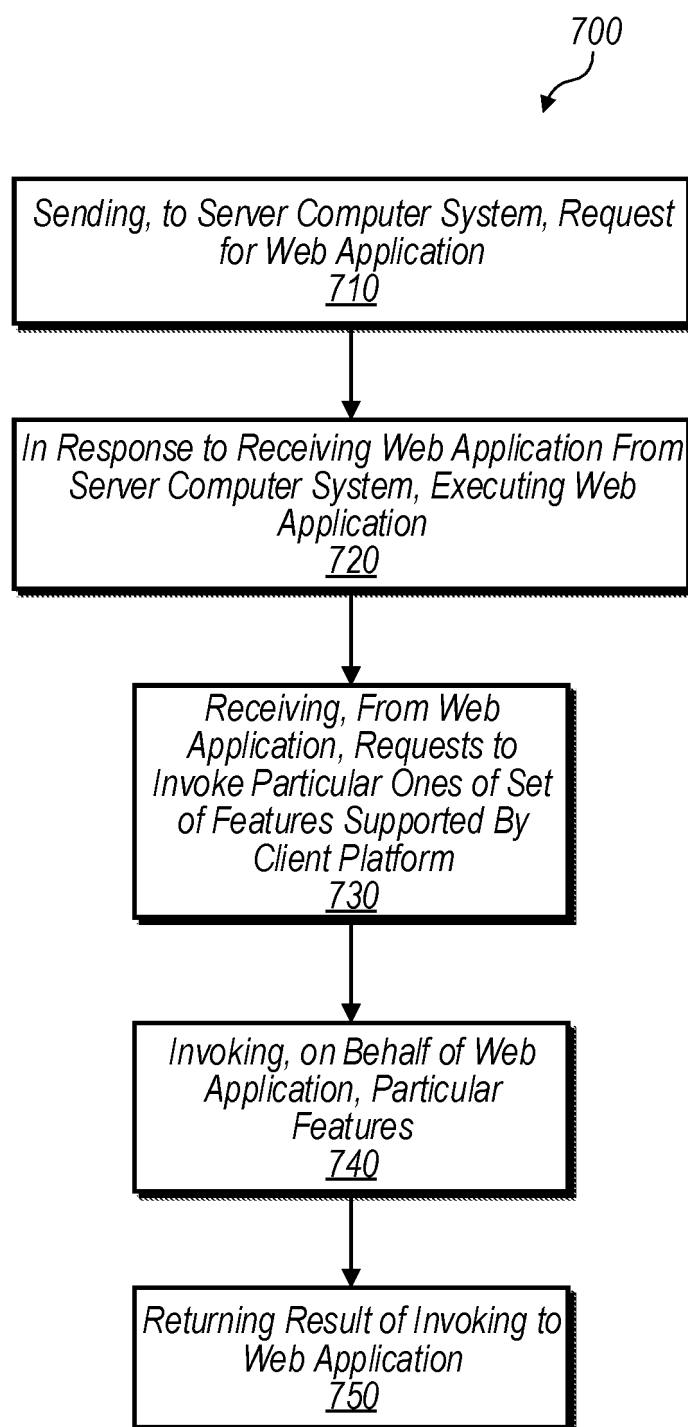 700
Sending, to Server Computer System, Request
for Web Application
710
In Response to Receiving Web Application From
Server Computer System, Executing Web
Application
720
Receiving, From Web
Application, Requests to
Invoke Particular Ones of Set
of Features Supported By
Client Platform
730
Invoking, on Behalf of Web
Application, Particular
Features
740
Returning Result of Invoking to
Web Application
750